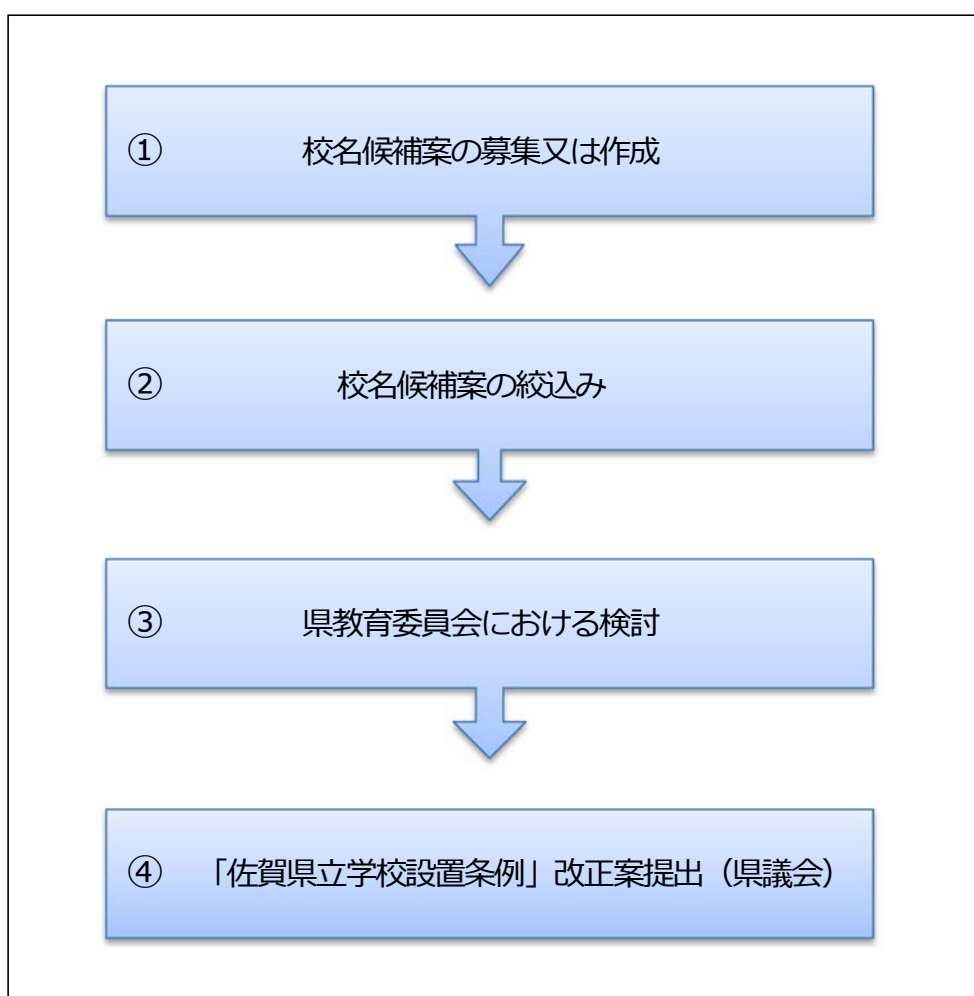 ① 校名候補案の募集又は作成
② 校名候補案の絞込み
③ 県教育委員会における検討
④ 「佐賀県立学校設置条例」改正案提出（県議会）